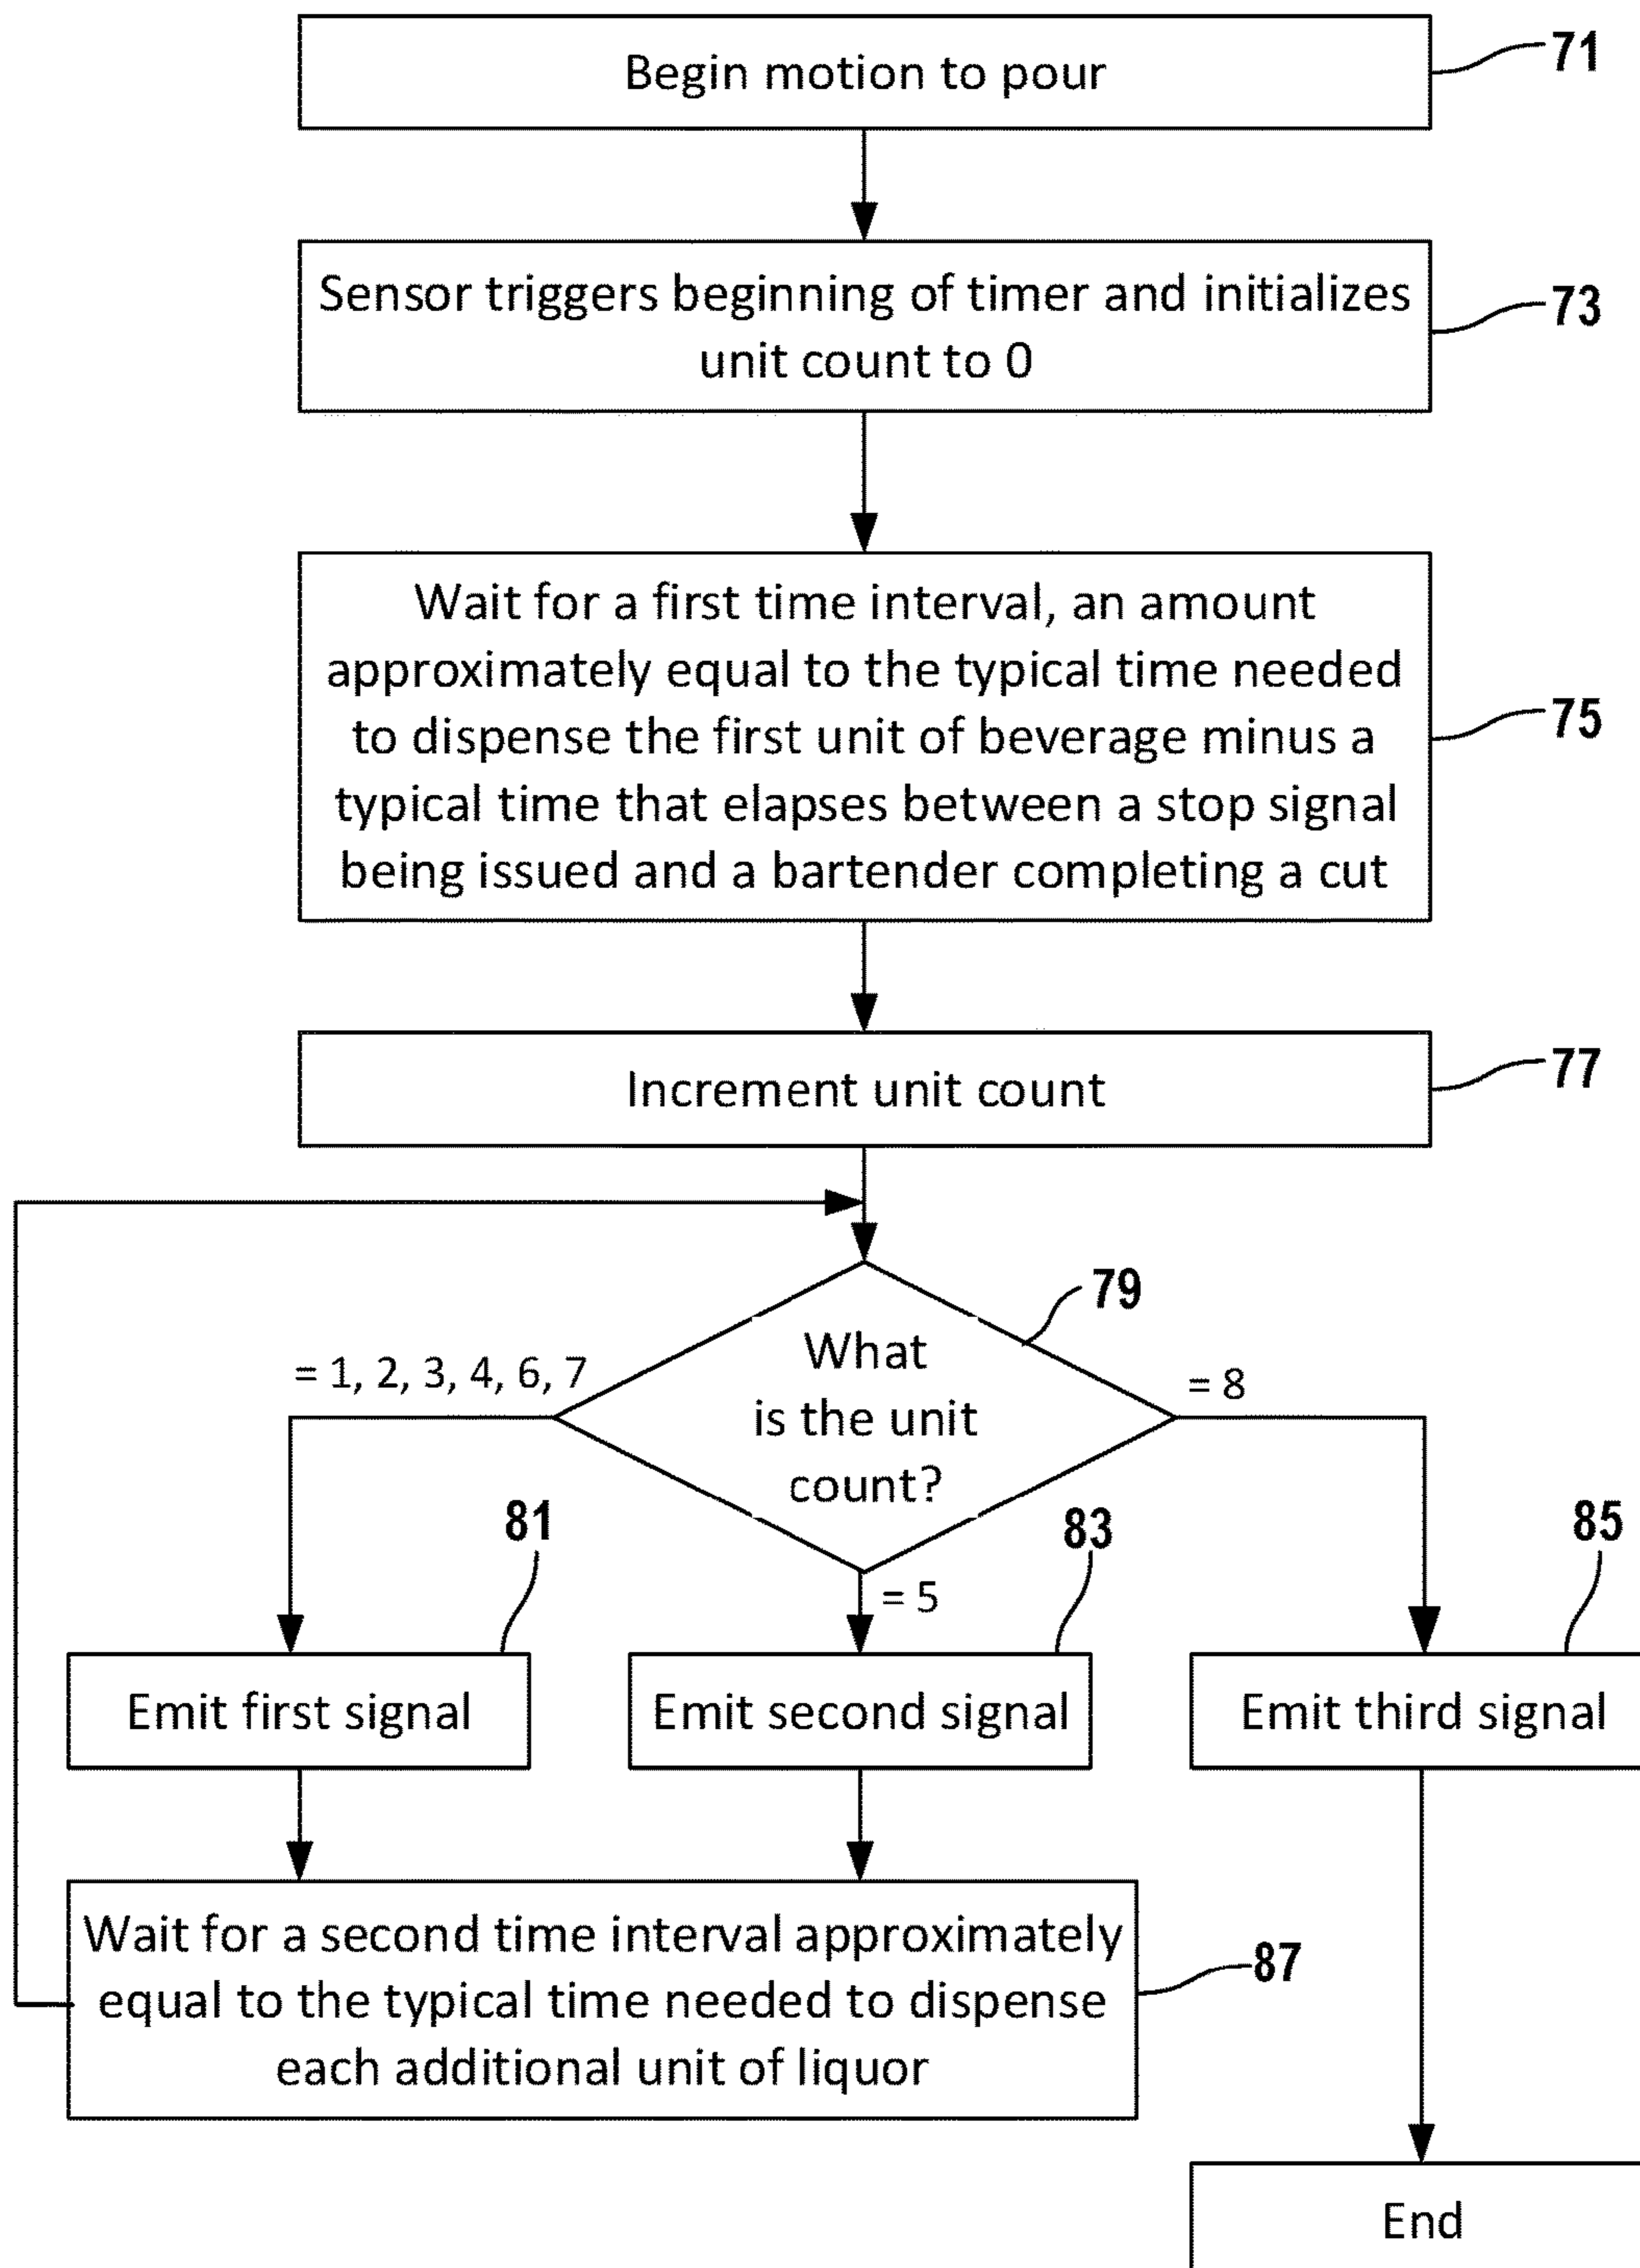 Begin motion to pour
71
Sensor triggers beginning of timer and initializes
unit count to 0
73
Wait for a first time interval, an amount
approximately equal to the typical time needed
to dispense the first unit of beverage minus a
typical time that elapses between a stop signal
being issued and a bartender completing a cut
75
Increment unit count
77
79
What
is the unit
count?
= 1, 2, 3, 4, 6, 7
= 8
= 5
81
83
85
Emit first signal
Emit second signal
Emit third signal
Wait for a second time interval approximately
equal to the typical time needed to dispense
each additional unit of liquor
87
End